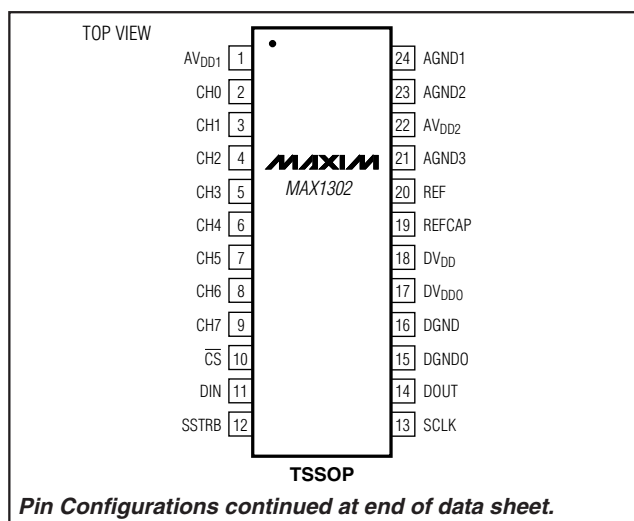 TOP VIEW
AVDD1 1
CH0 2
CH1 3
CH2 4
CH3 5
CH4 6
CH5 7
CH6 8
CH7 9
C̅S̅ 10
DIN 11
SSTRB 12
MAXIM
MAX1302
24 AGND1
23 AGND2
22 AVDD2
21 AGND3
20 REF
19 REFCAP
18 DVDD
17 DVDDO
16 DGND
15 DGNDO
14 DOUT
13 SCLK
TSSOP
Pin Configurations continued at end of data sheet.